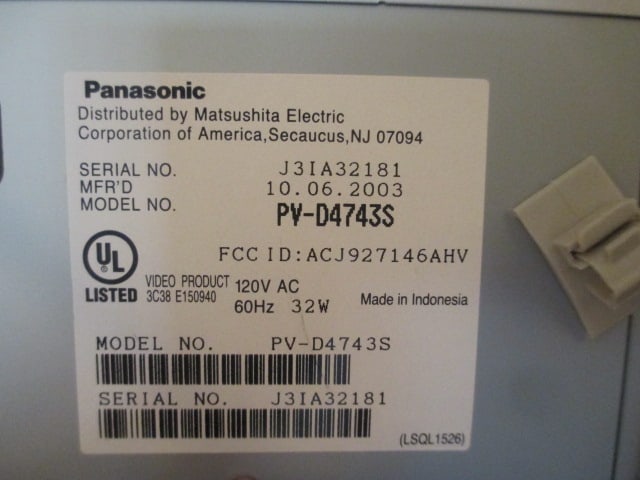 Panasonic
Distributed by Matsushita Electric
Corporation of America,Secaucus,NJ 07094
SERIAL NO. J3IA32181
MFR'D 10.06.2003
MODEL NO. PV-D4743S
FCC ID:ACJ927146AHV
UL
LISTED
VIDEO PRODUCT
3C38 E150940
120V AC
60Hz 32W
Made in Indonesia
MODEL NO. PV-D4743S
SERIAL NO. J3IA32181
(LSQL1526)